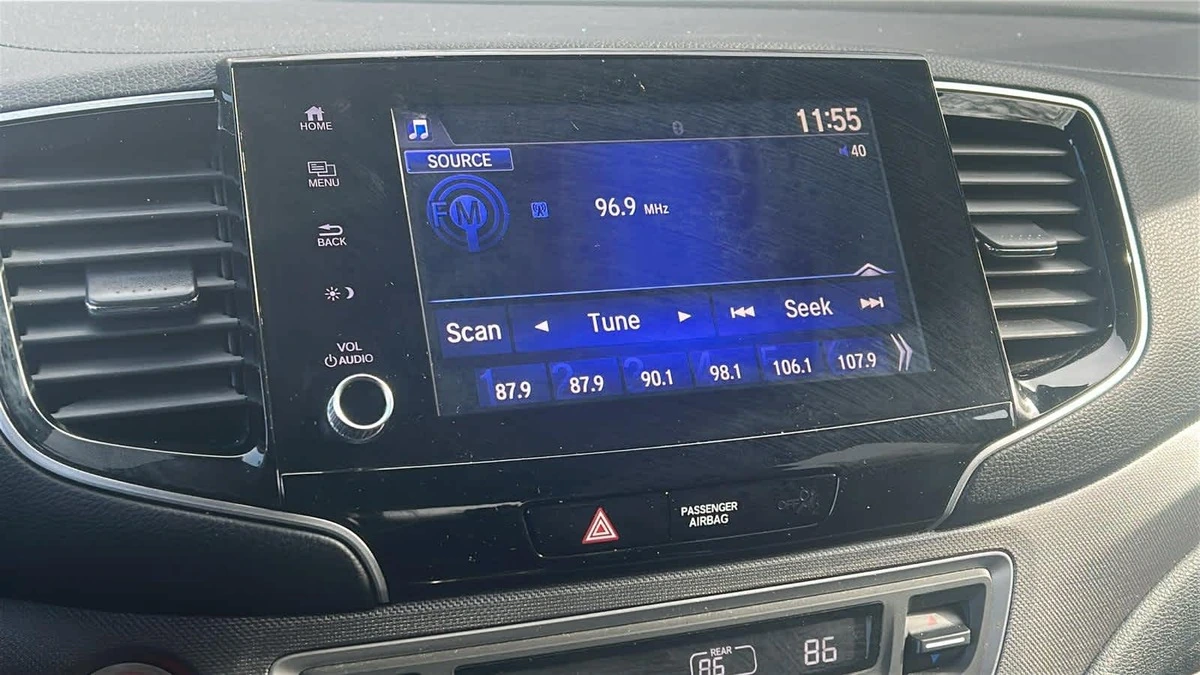 HOME
MENU
BACK
VOL
AUDIO
11:55
40
SOURCE
FM
96.9 MHz
Scan
Tune
Seek
1 87.9
2 87.9
3 90.1
4 98.1
5 106.1
107.9
PASSENGER
AIRBAG
REAR
86
86